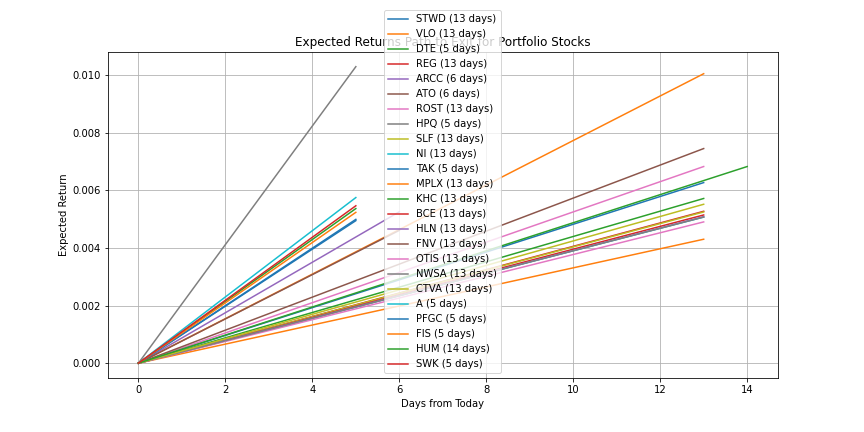 Expected Returns Path to Exit for Portfolio Stocks
STWD (13 days)
VLO (13 days)
DTE (5 days)
REG (13 days)
ARCC (6 days)
ATO (6 days)
ROST (13 days)
HPQ (5 days)
SLF (13 days)
NI (13 days)
TAK (5 days)
MPLX (13 days)
KHC (13 days)
BCE (13 days)
HLN (13 days)
FNV (13 days)
OTIS (13 days)
NWSA (13 days)
CTVA (13 days)
A (5 days)
PFGC (5 days)
FIS (5 days)
HUM (14 days)
SWK (5 days)
Expected Return
0.010
0.008
0.006
0.004
0.002
0.000
0 2 4 6 8 10 12 14
Days from Today